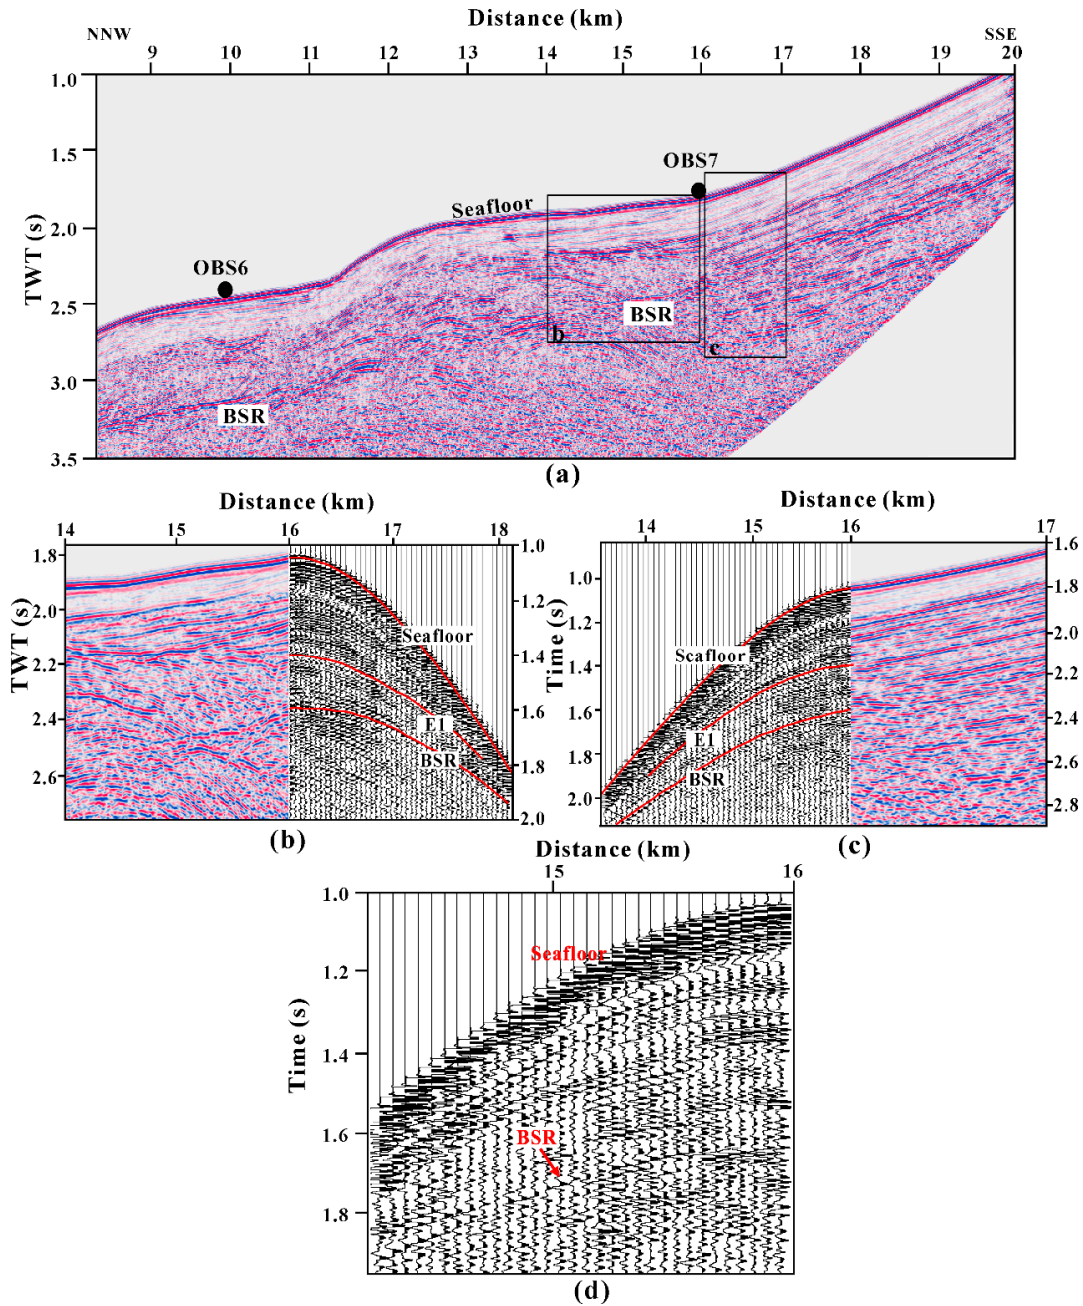 Distance (km)
NNW SSE
9 10 11 12 13 14 15 16 17 18 19 20
1.0
1.5
OBS7
Seafloor
2.0
TWT (s)
OBS6
2.5
BSR
b
c
3.0
BSR
3.5
(a)
Distance (km) Distance (km)
14 15 16 17 18 14 15 16 17
1.8 1.0 1.6
1.0
2.0 1.2 1.8
1.2
Seafloor Scafloor
TWT (s) Time (s)
2.2 1.4 1.4 2.0
2.2
2.4 1.6 1.6 2.4
E1 E1
BSR BSR
2.6 1.8 1.8 2.6
2.0 2.0 2.8
(b) (c)
Distance (km)
15 16
1.0
Seafloor
1.2
Time (s)
1.4
1.6
BSR
1.8
(d)